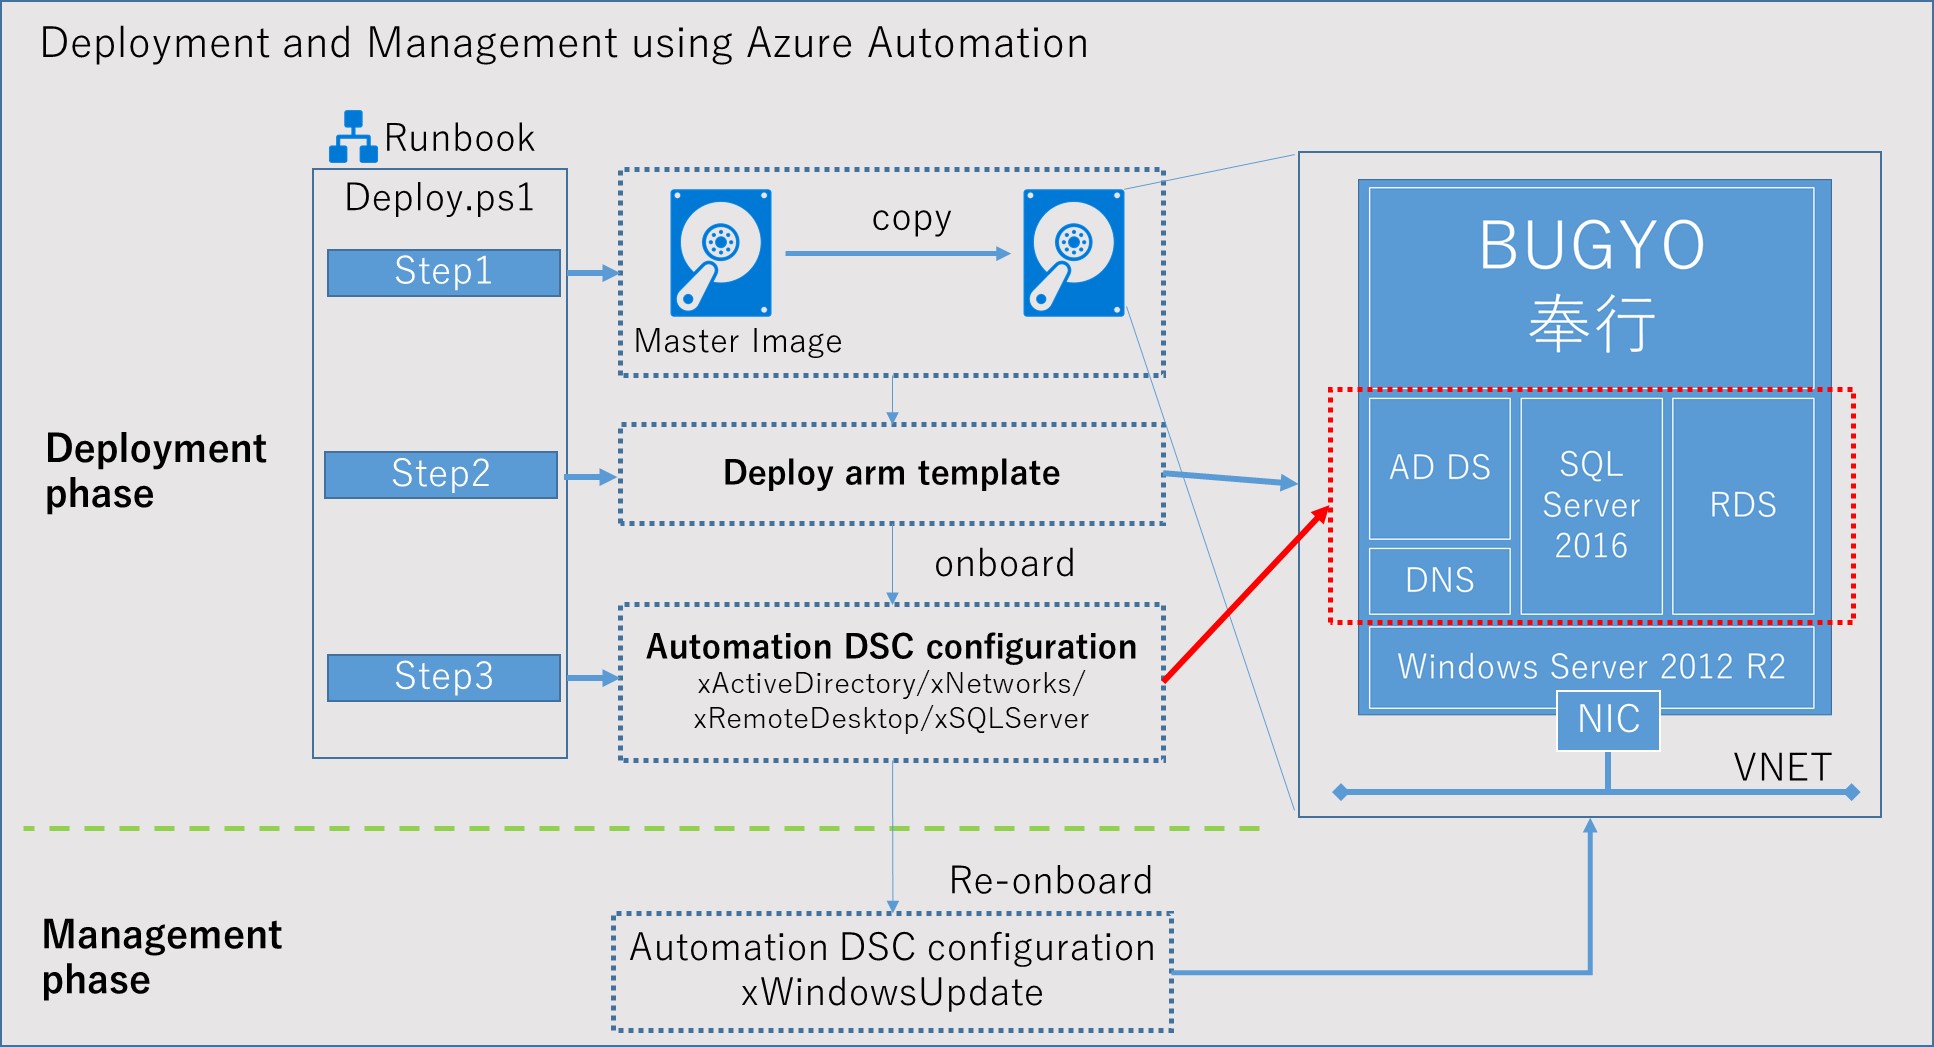 Deployment and Management using Azure Automation
Runbook
Deploy.ps1
Step1
Step2
Step3
Deployment
phase
copy
Master Image
Deploy arm template
onboard
Automation DSC configuration
xActiveDirectory/xNetworks/
xRemoteDesktop/xSQLServer
BUGYO
奉行
AD DS
DNS
SQL
Server
2016
RDS
Windows Server 2012 R2
NIC
VNET
Management
phase
Re-onboard
Automation DSC configuration
xWindowsUpdate